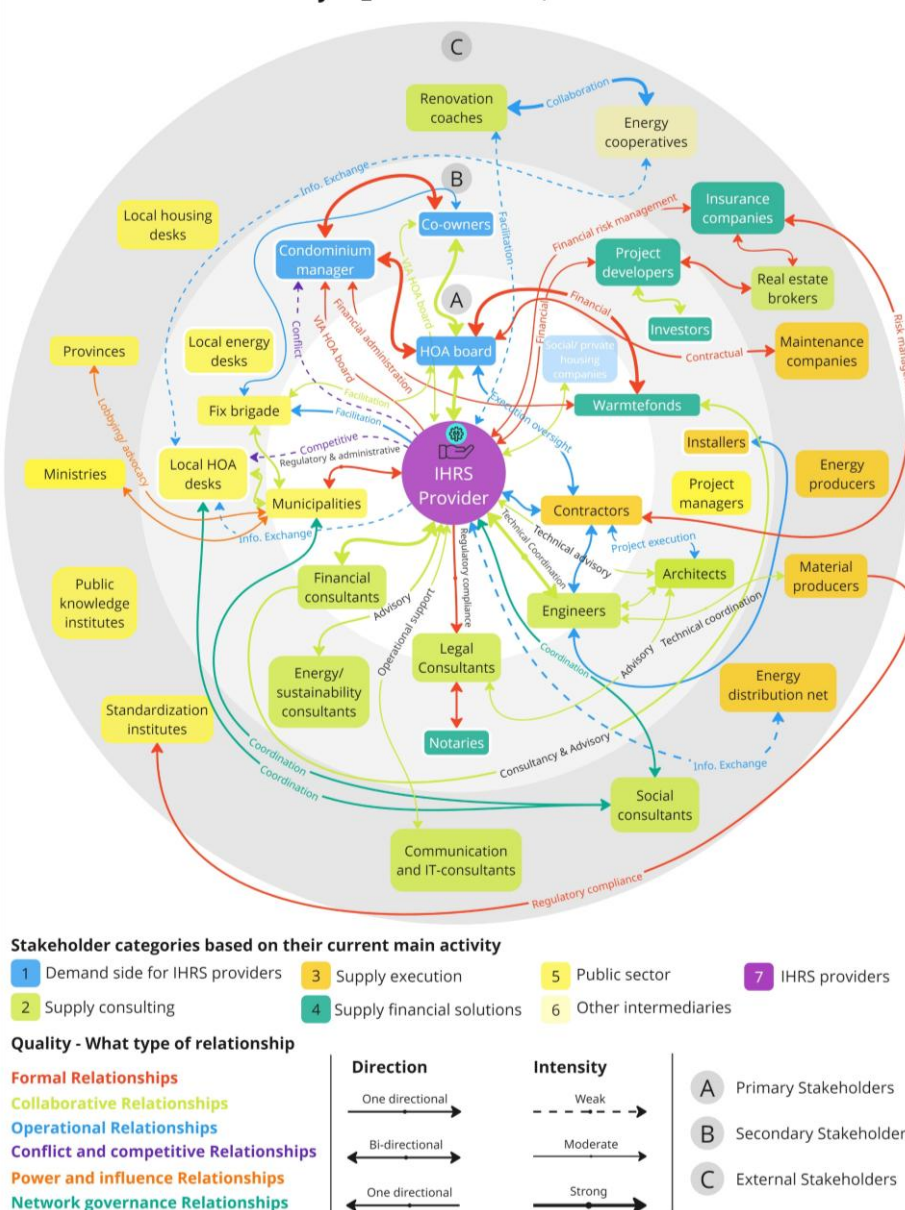 C
Renovation
coaches
Collaboration
Energy
cooperatives
Info. Exchange
B
Local housing
desks
Co-owners
Facilitation
Financial risk management
Insurance
companies
Condominium
manager
VIA HOA board
Project
developers
Real estate
brokers
A
Financial
Financial
Investors
Conflict
VIA HOA board
Financial administration
Provinces
Local energy
desks
HOA board
Social/ private
housing
companies
Contractual
Maintenance
companies
Lobbying/ advocacy
Facilitation
Execution oversight
Warmtefonds
Fix brigade
Facilitation
Competitive
Regulatory & administrative
Installers
Ministries
Local HOA
desks
IHRS
Provider
Project
managers
Energy
producers
Municipalities
Contractors
Info. Exchange
Technical Coordination
Technical advisory
Project execution
Regulatory compliance
Financial
consultants
Architects
Material
producers
Public
knowledge
institutes
Advisory
Operational support
Engineers
Technical coordination
Legal
Consultants
Coordination
Advisory
Energy/
sustainability
consultants
Energy
distribution net
Standardization
institutes
Notaries
Coordination
Coordination
Consultancy & Advisory
Info. Exchange
Social
consultants
Communication
and IT-consultants
Regulatory compliance
Stakeholder categories based on their current main activity
1 Demand side for IHRS providers
3 Supply execution
5 Public sector
7 IHRS providers
2 Supply consulting
4 Supply financial solutions
6 Other intermediaries
Quality - What type of relationship
Formal Relationships
Collaborative Relationships
Operational Relationships
Conflict and competitive Relationships
Power and influence Relationships
Network governance Relationships
Direction
One directional
Bi-directional
One directional
Intensity
Weak
Moderate
Strong
A Primary Stakeholders
B Secondary Stakeholder
C External Stakeholders